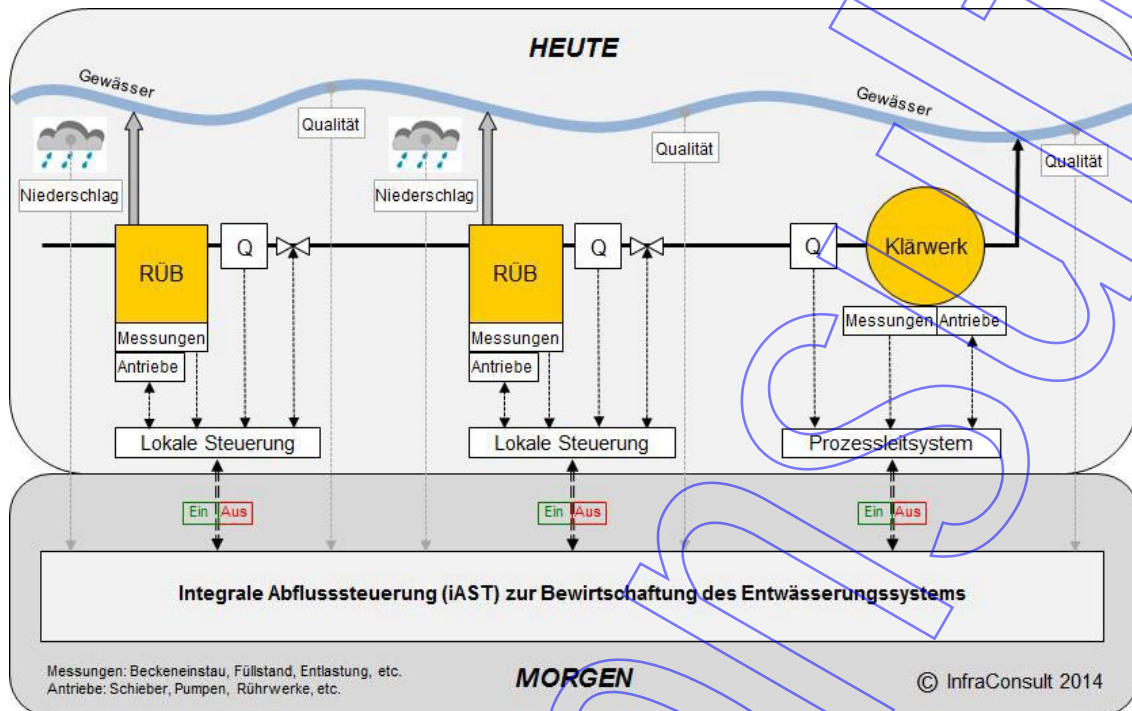 HEUTE
Gewässer
Gewässer
Qualität
Qualität
Qualität
Niederschlag
Niederschlag
RÜB
Q
RÜB
Q
Q
Klärwerk
Messungen
Antriebe
Messungen
Antriebe
Messungen Antriebe
Lokale Steuerung
Lokale Steuerung
Prozessleitsystem
Ein Aus
Ein Aus
Ein Aus
Integrale Abflusssteuerung (iAST) zur Bewirtschaftung des Entwässerungssystems
Messungen: Beckeneinstau, Füllstand, Entlastung, etc.
Antriebe: Schieber, Pumpen, Rührwerke, etc.
MORGEN
© InfraConsult 2014